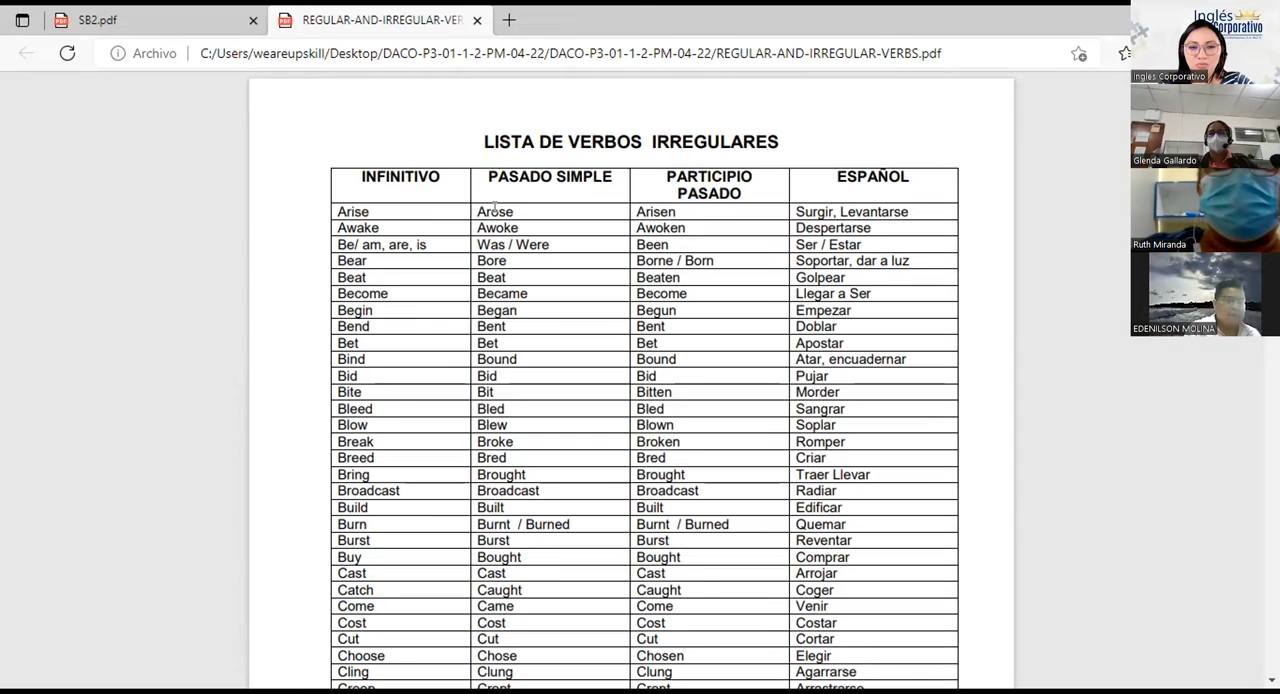 SB2.pdf
REGULAR-AND-IRREGULAR-VER
Archivo C:/Users/weareupskill/Desktop/DACO-P3-01-1-2-PM-04-22/DACO-P3-01-1-2-PM-04-22/REGULAR-AND-IRREGULAR-VERBS.pdf
LISTA DE VERBOS IRREGULARES
INFINITIVO PASADO SIMPLE PARTICIPIO PASADO ESPAÑOL
Arise Arose Arisen Surgir, Levantarse
Awake Awoke Awoken Despertarse
Be/ am, are, is Was / Were Been Ser / Estar
Bear Bore Borne / Born Soportar, dar a luz
Beat Beat Beaten Golpear
Become Became Become Llegar a Ser
Begin Began Begun Empezar
Bend Bent Bent Doblar
Bet Bet Bet Apostar
Bind Bound Bound Atar, encuadernar
Bid Bid Bid Pujar
Bite Bit Bitten Morder
Bleed Bled Bled Sangrar
Blow Blew Blown Soplar
Break Broke Broken Romper
Breed Bred Bred Criar
Bring Brought Brought Traer Llevar
Broadcast Broadcast Broadcast Radiar
Build Built Built Edificar
Burn Burnt / Burned Burnt / Burned Quemar
Burst Burst Burst Reventar
Buy Bought Bought Comprar
Cast Cast Cast Arrojar
Catch Caught Caught Coger
Come Came Come Venir
Cost Cost Cost Costar
Cut Cut Cut Cortar
Choose Chose Chosen Elegir
Cling Clung Clung Agarrarse
Creep Crept Crept Arrastrarse
Inglés
orporativo
Ingles Corporativo
Glenda Gallardo
Ruth Miranda
EDENILSON MOLINA